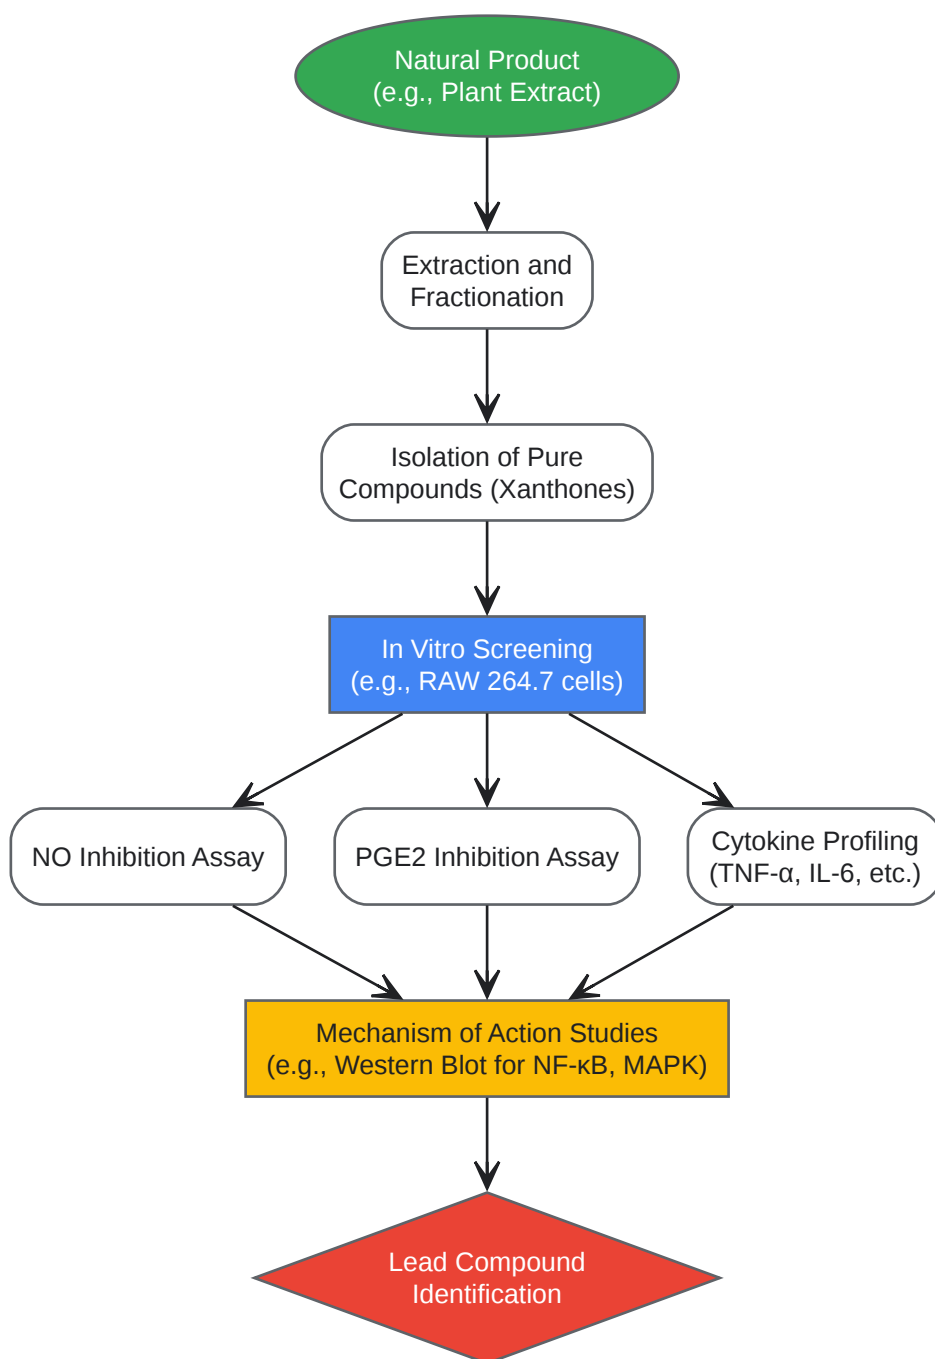 Natural Product
(e.g., Plant Extract)
Extraction and
Fractionation
Isolation of Pure
Compounds (Xanthones)
In Vitro Screening
(e.g., RAW 264.7 cells)
NO Inhibition Assay
PGE2 Inhibition Assay
Cytokine Profiling
(TNF-α, IL-6, etc.)
Mechanism of Action Studies
(e.g., Western Blot for NF-κB, MAPK)
Lead Compound
Identification